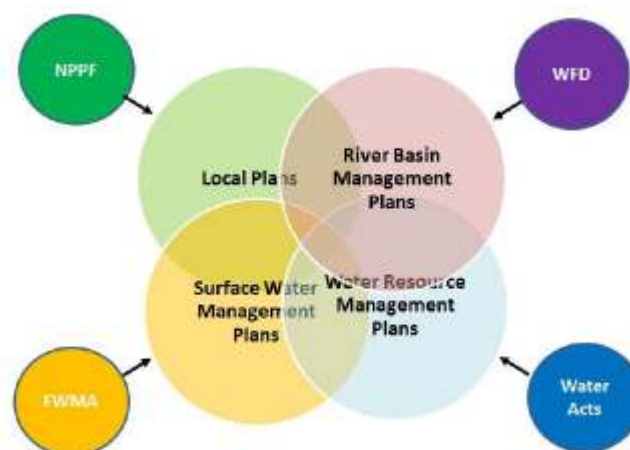 NPPF
WFD
Local Plans
River Basin
Management
Plans
Surface Water
Management
Plans
Water Resource
Management
Plans
FWMA
Water
Acts